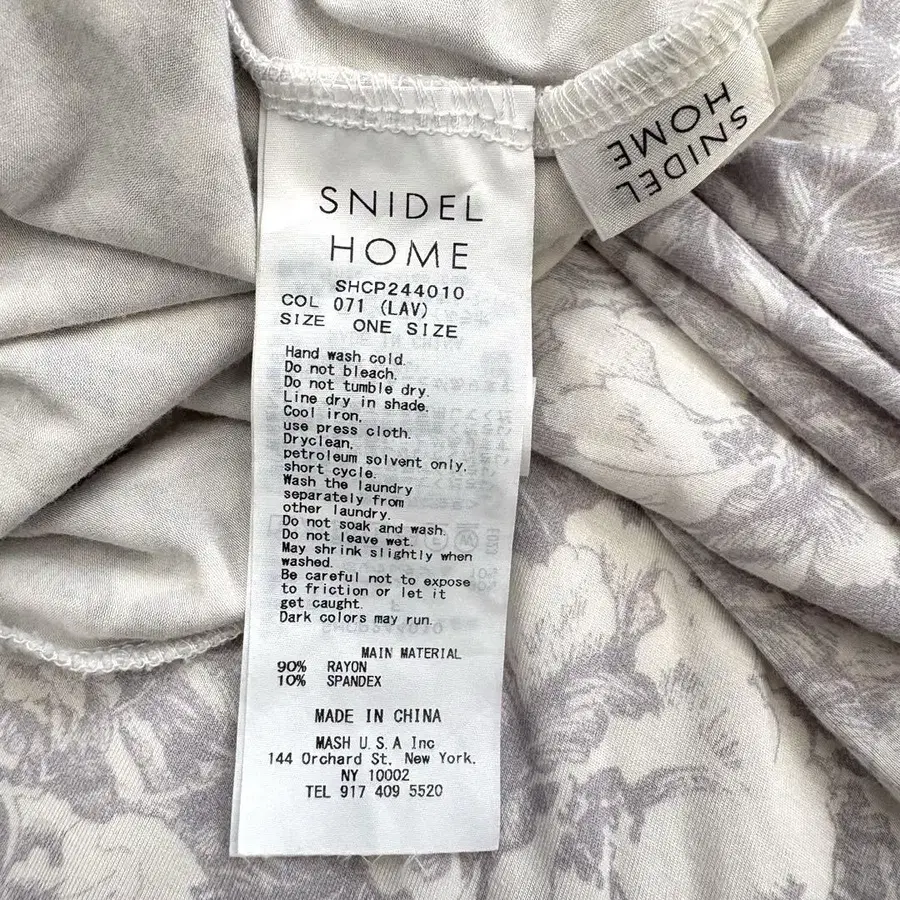 SNIDEL
HOME
SNIDEL
HOME
SHCP244010
COL 071 (LAV)
SIZE ONE SIZE
Hand wash cold.
Do not bleach.
Do not tumble dry.
Line dry in shade.
Cool iron,
use press cloth.
Dryclean,
petroleum solvent only,
short cycle.
Wash the laundry
separately from
other laundry.
Do not soak and wash.
Do not leave wet.
May shrink slightly when
washed.
Be careful not to expose
to friction or let it
get caught.
Dark colors may run.
MAIN MATERIAL
90% RAYON
10% SPANDEX
MADE IN CHINA
MASH U.S.A Inc
144 Orchard St. New York.
NY 10002
TEL 917 409 5520